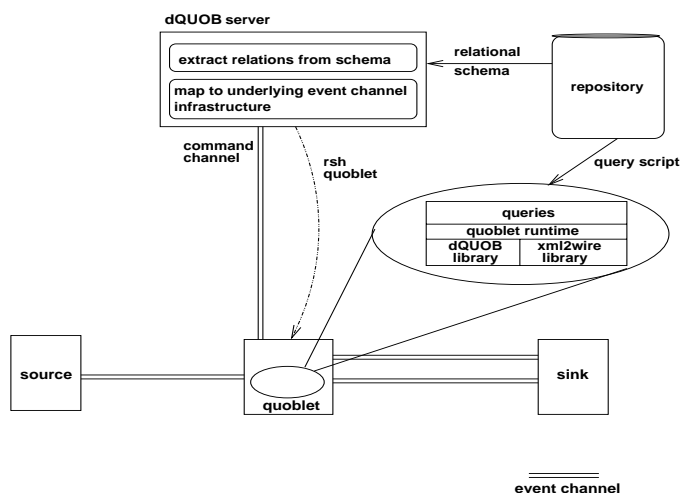 dQUOB server
extract relations from schema
map to underlying event channel
infrastructure
relational
schema
repository
command
channel
rsh
quoblet
query script
queries
quoblet runtime
dQUOB
library
xml2wire
library
source
quoblet
sink
event channel